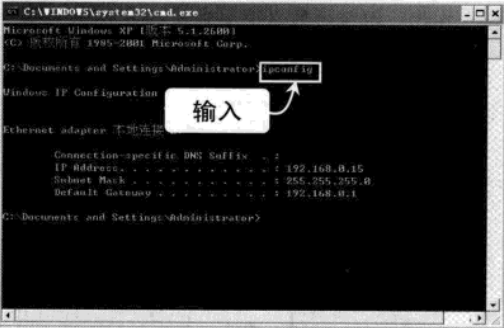 C:\WINDOWS\system32\cmd.exe
Microsoft Windows XP [版本 5.1.2600]
(C) 版权所有 1985-2001 Microsoft Corp.
C:\Documents and Settings\Administrator>ipconfig
Windows IP Configuration
输入
Ethernet adapter 本地连接
Connection-specific DNS Suffix . :
IP Address. . . . . . . . . . . . : 192.168.0.15
Subnet Mask . . . . . . . . . . . : 255.255.255.0
Default Gateway . . . . . . . . . : 192.168.0.1
C:\Documents and Settings\Administrator>